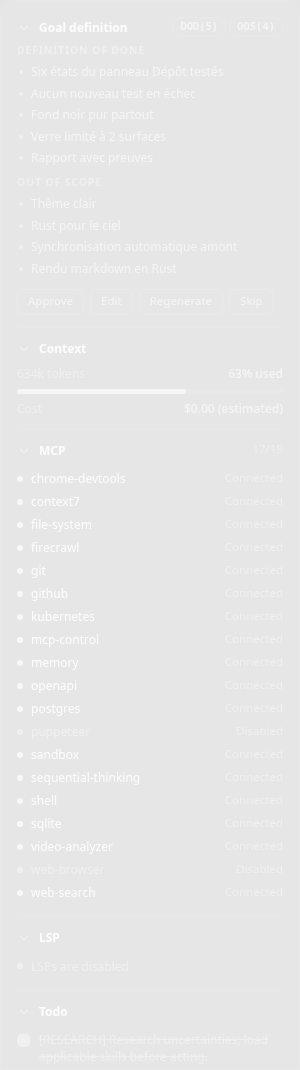 Goal definition DOD(5) OOS(4)
DEFINITION OF DONE
Six états du panneau Dépôt testés
Aucun nouveau test en échec
Fond noir pur partout
Verre limité à 2 surfaces
Rapport avec preuves
OUT OF SCOPE
Thème clair
Rust pour le ciel
Synchronisation automatique amont
Rendu markdown en Rust
Approve Edit Regenerate Skip
Context
634k tokens 63% used
Cost $0.00 (estimated)
MCP 17/19
chrome-devtools Connected
context7 Connected
file-system Connected
firecrawl Connected
git Connected
github Connected
kubernetes Connected
mcp-control Connected
memory Connected
openapi Connected
postgres Connected
puppeteer Disabled
sandbox Connected
sequential-thinking Connected
shell Connected
sqlite Connected
video-analyzer Connected
web-browser Disabled
web-search Connected
LSP
LSPs are disabled
Todo
[RESEARCH] Research uncertainties, load
applicable skills before acting.